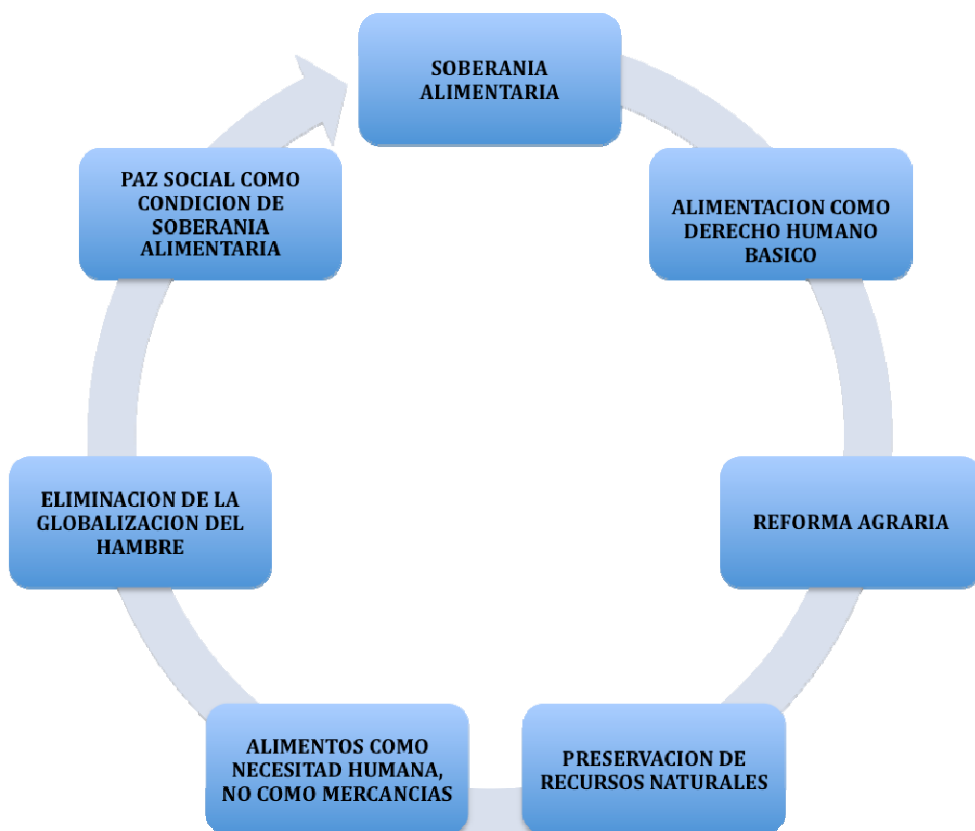 SOBERANIA
ALIMENTARIA
ALIMENTACION COMO
DERECHO HUMANO
BASICO
REFORMA AGRARIA
PRESERVACION DE
RECURSOS NATURALES
ALIMENTOS COMO
NECESITAD HUMANA,
NO COMO MERCANCIAS
ELIMINACION DE LA
GLOBALIZACION DEL
HAMBRE
PAZ SOCIAL COMO
CONDICION DE
SOBERANIA
ALIMENTARIA